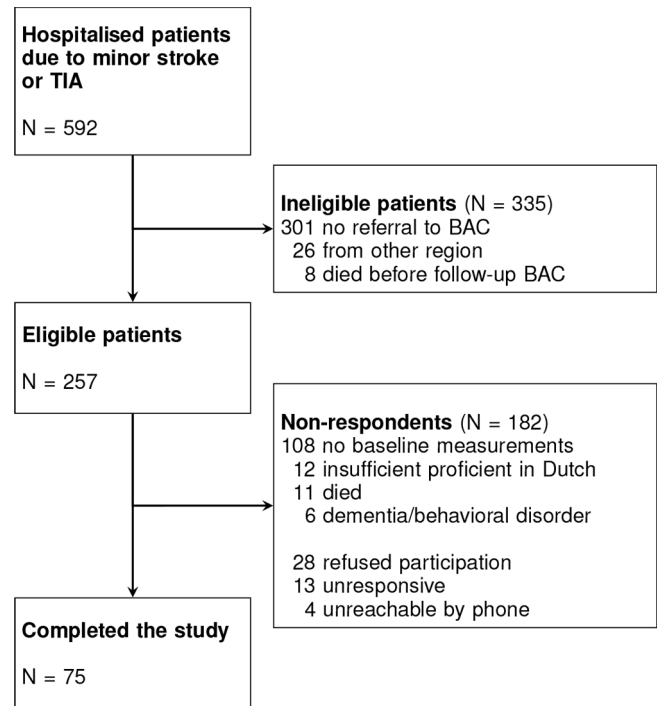 Hospitalised patients
due to minor stroke
or TIA
N = 592
Ineligible patients (N = 335)
301 no referral to BAC
26 from other region
8 died before follow-up BAC
Eligible patients
N = 257
Non-respondents (N = 182)
108 no baseline measurements
12 insufficient proficient in Dutch
11 died
6 dementia/behavioral disorder
28 refused participation
13 unresponsive
4 unreachable by phone
Completed the study
N = 75